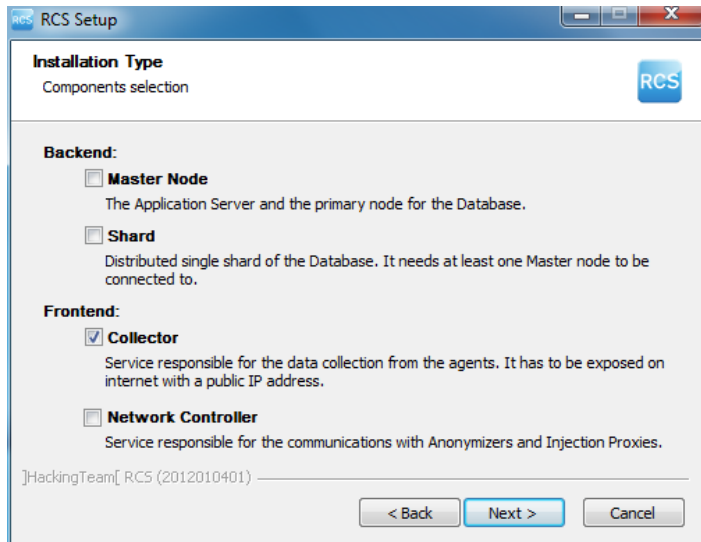 RCS RCS Setup
Installation Type
Components selection
RCS
Backend:
Master Node
The Application Server and the primary node for the Database.
Shard
Distributed single shard of the Database. It needs at least one Master node to be
connected to.
Frontend:
Collector
Service responsible for the data collection from the agents. It has to be exposed on
internet with a public IP address.
Network Controller
Service responsible for the communications with Anonymizers and Injection Proxies.
]HackingTeam[ RCS (2012010401)
< Back Next > Cancel